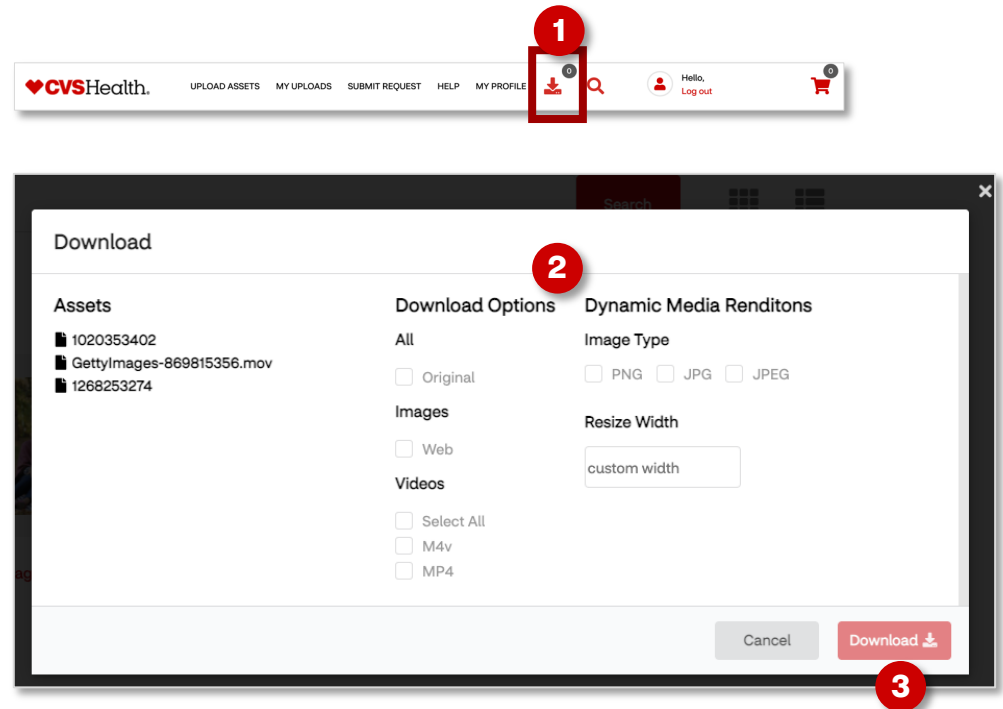 1
CVSHealth. UPLOAD ASSETS MY UPLOADS SUBMIT REQUEST HELP MY PROFILE 0 Hello, 0
Log out
Search
Download
2
Assets Download Options Dynamic Media Renditons
1020353402 All Image Type
GettyImages-869815356.mov Original PNG JPG JPEG
1268253274
Images Resize Width
Web custom width
Videos
Select All
M4v
MP4
ag
Cancel Download
3